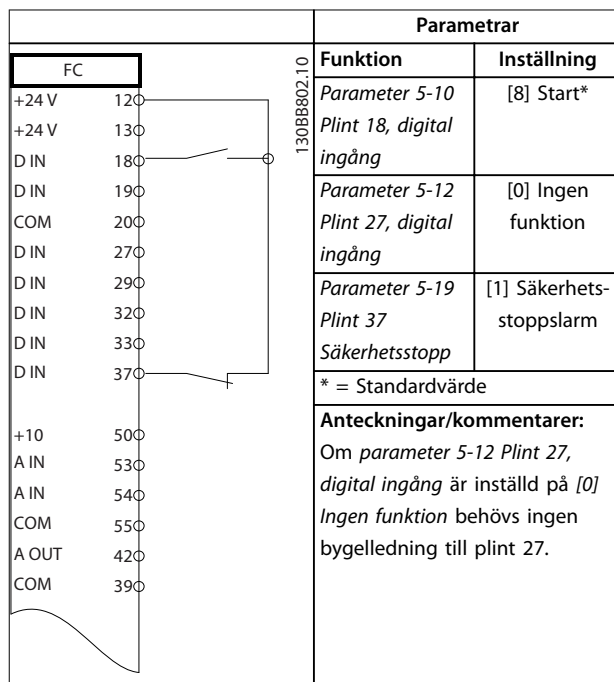 FC
+24 V 12
+24 V 13
D IN 18
D IN 19
COM 20
D IN 27
D IN 29
D IN 32
D IN 33
D IN 37
+10 50
A IN 53
A IN 54
COM 55
A OUT 42
COM 39
130BB802.10
Parametrar
Funktion Inställning
Parameter 5-10 [8] Start*
Plint 18, digital
ingång
Parameter 5-12 [0] Ingen
Plint 27, digital funktion
ingång
Parameter 5-19 [1] Säkerhets-
Plint 37 stoppslarm
Säkerhetsstopp
* = Standardvärde
Anteckningar/kommentarer:
Om parameter 5-12 Plint 27,
digital ingång är inställd på [0]
Ingen funktion behövs ingen
bygelledning till plint 27.